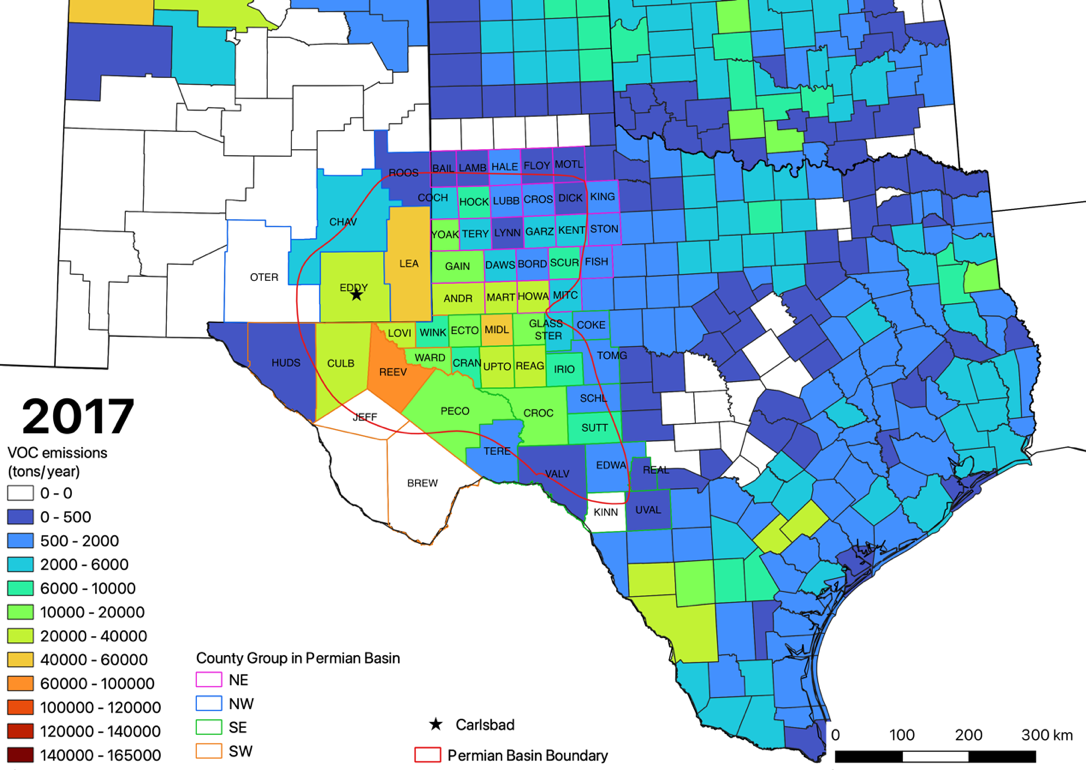 ROOS BAIL LAMB HALE FLOY MOTL
COCH HOCK LUBB CROS DICK KING
CHAV YOAK TERY LYNN GARZ KENT STON
OTER LEA GAIN DAWS BORD SCUR FISH
EDDY ANDR MART HOWA MITC
LOVI WINK ECTO MIDL GLASS STER COKE
HUDS CULB REEV WARD CRAN UPTO REAG IRIO TOMG
JEFF PECO CROC SCHL
SUTT
BREW TERE VALV EDWA REAL
KINN UVAL
2017
VOC emissions
(tons/year)
0 - 0
0 - 500
500 - 2000
2000 - 6000
6000 - 10000
10000 - 20000
20000 - 40000
40000 - 60000
60000 - 100000
100000 - 120000
120000 - 140000
140000 - 165000
County Group in Permian Basin
NE
NW
SE
SW
Carlsbad
Permian Basin Boundary
0 100 200 300 km